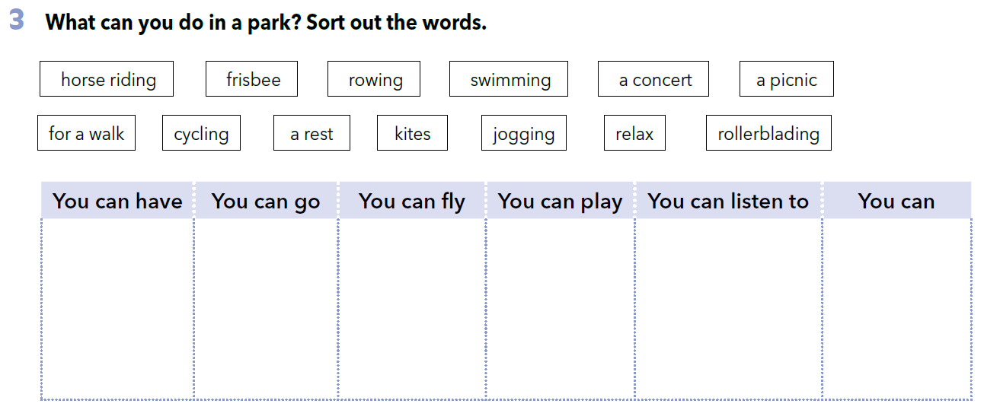 3 What can you do in a park? Sort out the words.
horse riding frisbee rowing swimming a concert a picnic
for a walk cycling a rest kites jogging relax rollerblading
You can have You can go You can fly You can play You can listen to You can